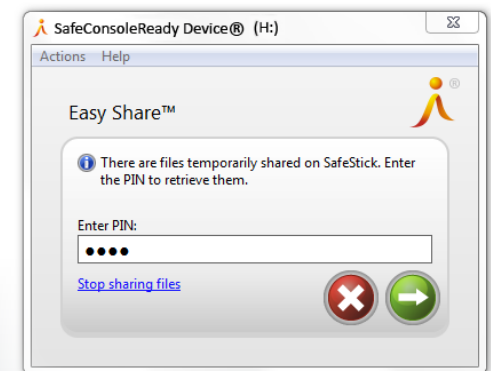 SafeConsoleReady Device® (H:)
Actions Help
®
Easy Share™
There are files temporarily shared on SafeStick. Enter
the PIN to retrieve them.
Enter PIN:
●●●●
Stop sharing files